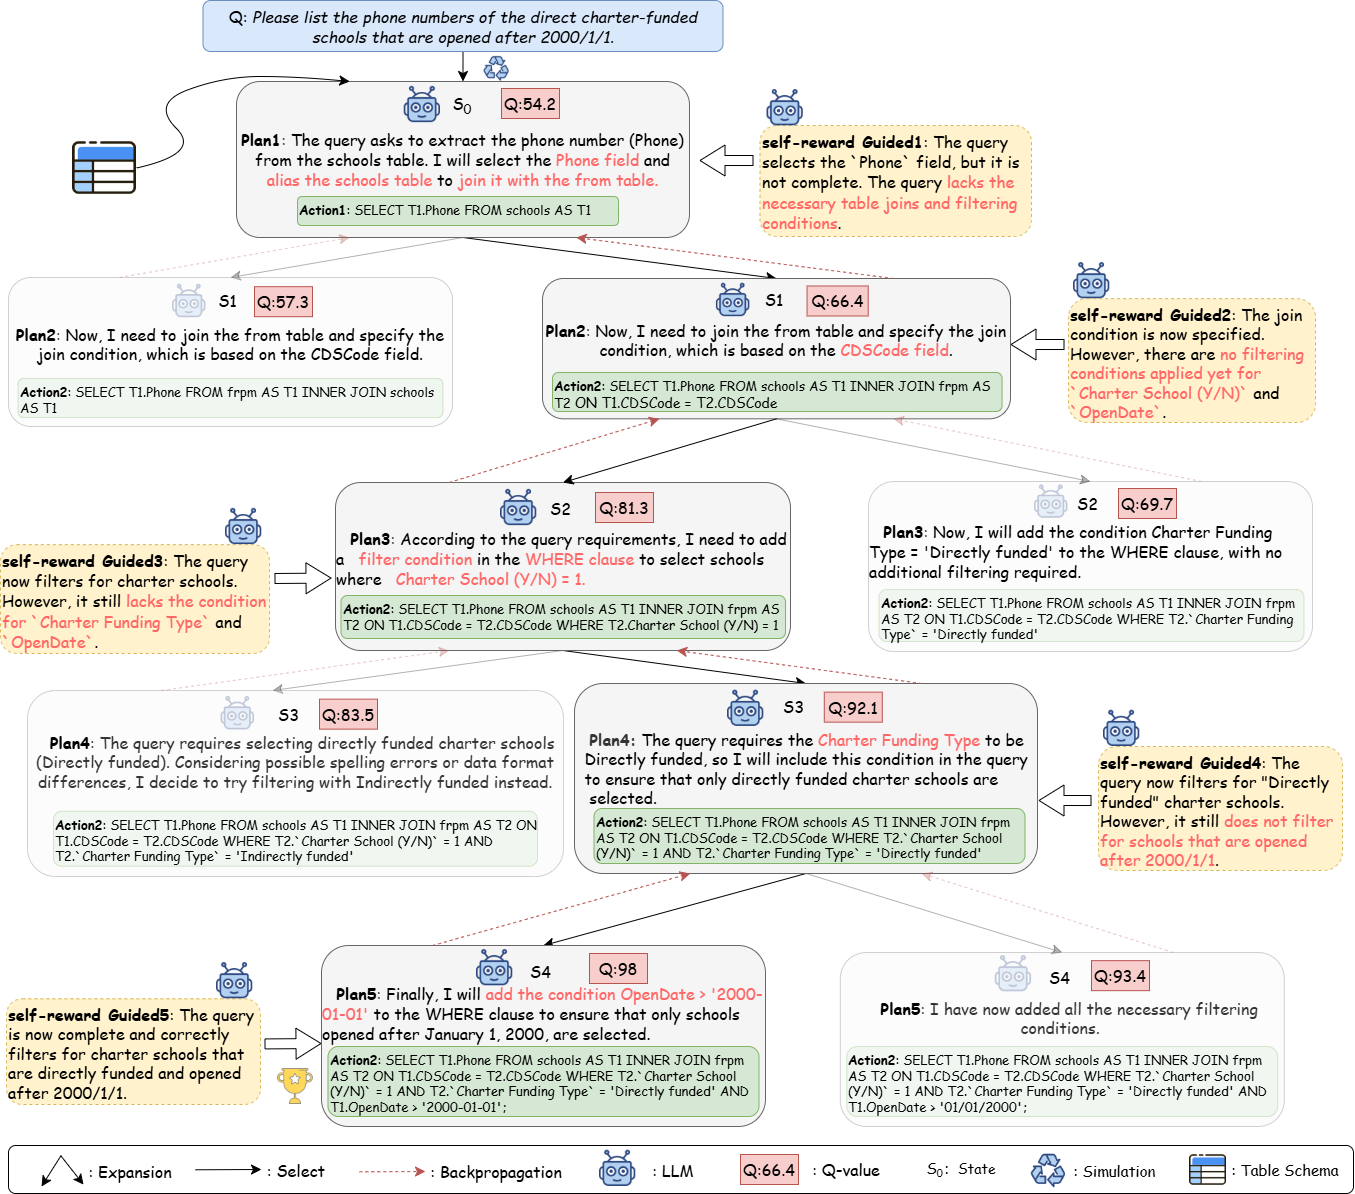 Q: Please list the phone numbers of the direct charter-funded
schools that are opened after 2000/1/1.
S0
Q:54.2
Plan1: The query asks to extract the phone number (Phone)
from the schools table. I will select the Phone field and
alias the schools table to join it with the from table.
Action1: SELECT T1.Phone FROM schools AS T1
self-reward Guided1: The query
selects the `Phone` field, but it is
not complete. The query lacks the
necessary table joins and filtering
conditions.
S1
Q:57.3
Plan2: Now, I need to join the from table and specify the
join condition, which is based on the CDSCode field.
Action2: SELECT T1.Phone FROM frpm AS T1 INNER JOIN schools
AS T1
S1
Q:66.4
Plan2: Now, I need to join the from table and specify the join
condition, which is based on the CDSCode field.
Action2: SELECT T1.Phone FROM schools AS T1 INNER JOIN frpm AS
T2 ON T1.CDSCode = T2.CDSCode
self-reward Guided2: The join
condition is now specified.
However, there are no filtering
conditions applied yet for
`Charter School (Y/N)` and
`OpenDate`.
self-reward Guided3: The query
now filters for charter schools.
However, it still lacks the condition
for `Charter Funding Type` and
`OpenDate`.
S2
Q:81.3
Plan3: According to the query requirements, I need to add
a filter condition in the WHERE clause to select schools
where Charter School (Y/N) = 1.
Action2: SELECT T1.Phone FROM schools AS T1 INNER JOIN frpm AS
T2 ON T1.CDSCode = T2.CDSCode WHERE T2.Charter School (Y/N) = 1
S2
Q:69.7
Plan3: Now, I will add the condition Charter Funding
Type = 'Directly funded' to the WHERE clause, with no
additional filtering required.
Action2: SELECT T1.Phone FROM schools AS T1 INNER JOIN frpm
AS T2 ON T1.CDSCode = T2.CDSCode WHERE T2.`Charter Funding
Type` = 'Directly funded'
S3
Q:83.5
Plan4: The query requires selecting directly funded charter schools
(Directly funded). Considering possible spelling errors or data format
differences, I decide to try filtering with Indirectly funded instead.
Action2: SELECT T1.Phone FROM schools AS T1 INNER JOIN frpm AS T2 ON
T1.CDSCode = T2.CDSCode WHERE T2.`Charter School (Y/N)` = 1 AND
T2.`Charter Funding Type` = 'Indirectly funded'
S3
Q:92.1
Plan4: The query requires the Charter Funding Type to be
Directly funded, so I will include this condition in the query
to ensure that only directly funded charter schools are
selected.
Action2: SELECT T1.Phone FROM schools AS T1 INNER JOIN frpm
AS T2 ON T1.CDSCode = T2.CDSCode WHERE T2.`Charter School
(Y/N)` = 1 AND T2.`Charter Funding Type` = 'Directly funded'
self-reward Guided4: The
query now filters for "Directly
funded" charter schools.
However, it still does not filter
for schools that are opened
after 2000/1/1.
self-reward Guided5: The query
is now complete and correctly
filters for charter schools that
are directly funded and opened
after 2000/1/1.
S4
Q:98
Plan5: Finally, I will add the condition OpenDate > '2000-
01-01' to the WHERE clause to ensure that only schools
opened after January 1, 2000, are selected.
Action2: SELECT T1.Phone FROM schools AS T1 INNER JOIN frpm
AS T2 ON T1.CDSCode = T2.CDSCode WHERE T2.`Charter School
(Y/N)` = 1 AND T2.`Charter Funding Type` = 'Directly funded' AND
T1.OpenDate > '2000-01-01';
S4
Q:93.4
Plan5: I have now added all the necessary filtering
conditions.
Action2: SELECT T1.Phone FROM schools AS T1 INNER JOIN frpm
AS T2 ON T1.CDSCode = T2.CDSCode WHERE T2.`Charter School
(Y/N)` = 1 AND T2.`Charter Funding Type` = 'Directly funded' AND
T1.OpenDate > '01/01/2000';
: Expansion
: Select
: Backpropagation
: LLM
Q:66.4 : Q-value
S0: State
: Simulation
: Table Schema